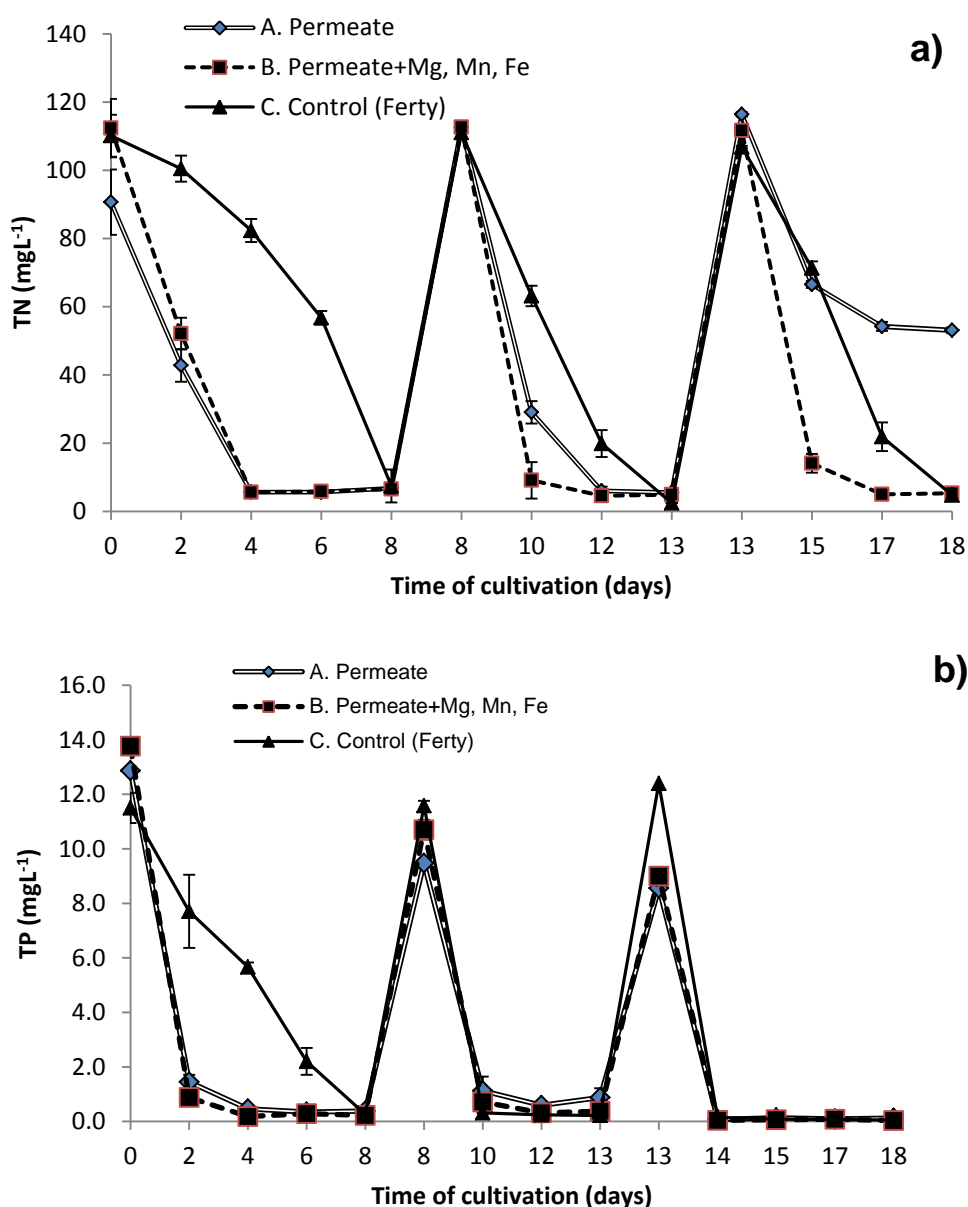 140
120
100
80
60
40
20
0
TN (mgL-1)
A. Permeate
B. Permeate+Mg, Mn, Fe
C. Control (Ferty)
a)
0 2 4 6 8 8 10 12 13 13 15 17 18
Time of cultivation (days)
16.0
14.0
12.0
10.0
8.0
6.0
4.0
2.0
0.0
TP (mgL-1)
A. Permeate
B. Permeate+Mg, Mn, Fe
C. Control (Ferty)
b)
0 2 4 6 8 8 10 12 13 13 14 15 17 18
Time of cultivation (days)